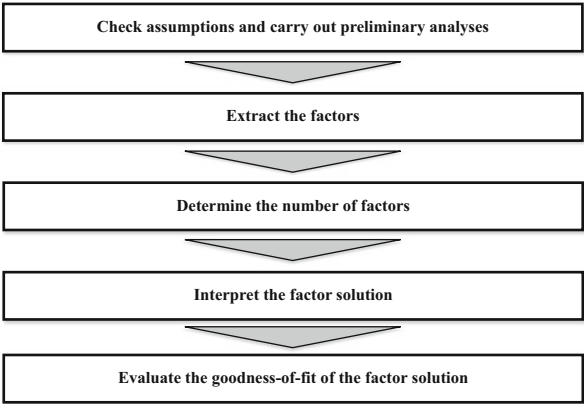 Check assumptions and carry out preliminary analyses
Extract the factors
Determine the number of factors
Interpret the factor solution
Evaluate the goodness-of-fit of the factor solution